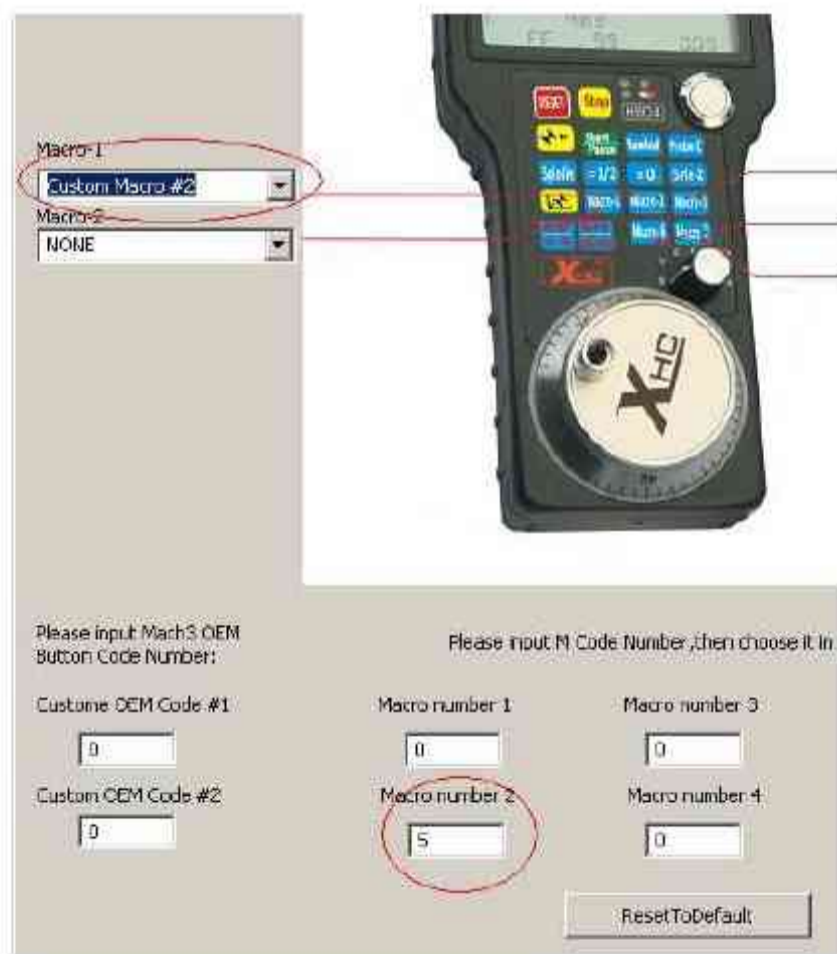 RESET Stop
Macro-1
Custom Macro #2
Macro-2
NONE
= 1/2 = 0
XHC
Please input Mach3 OEM
Button Code Number:
Please input M Code Number,then choose it in
Custome OEM Code #1
Macro number 1
Macro number 3
0
0
0
Custom OEM Code #2
Macro number 2
Macro number 4
0
5
0
ResetToDefault